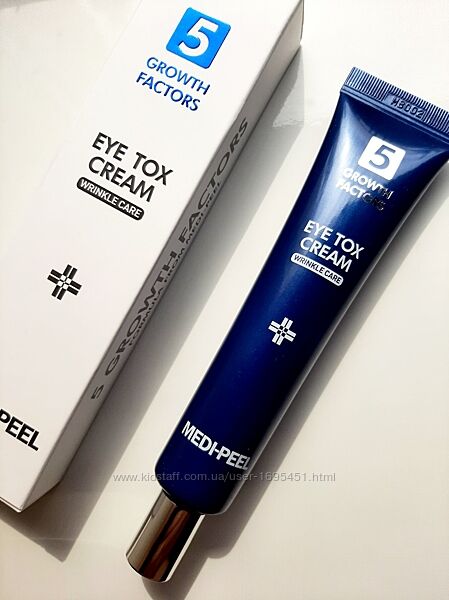 5
GROWTH
FACTORS
EYE TOX
CREAM
WRINKLE CARE
5 GROWTH FACTORS
-PEEL
5
GROWTH
FACTORS
EYE TOX
CREAM
WRINKLE CARE
MEDI-PEEL
www.kidstaff.com.ua/user-1695451.html